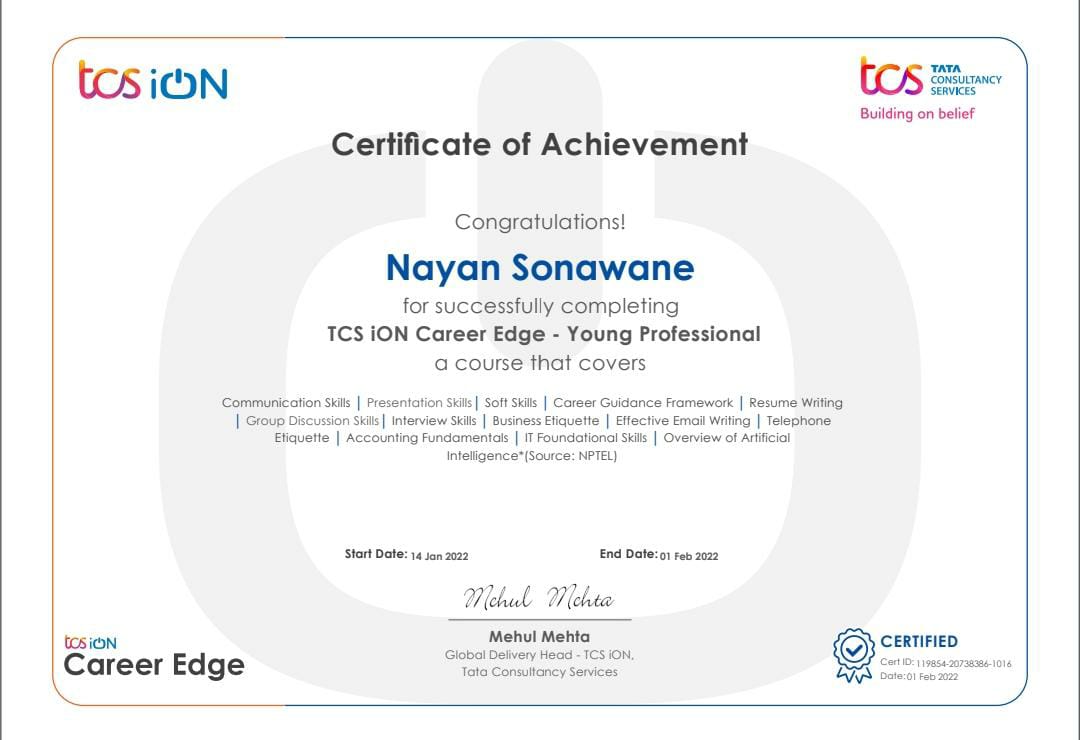 tcs iON
tcs TATA
CONSULTANCY
SERVICES
Building on belief
Certificate of Achievement
Congratulations!
Nayan Sonawane
for successfully completing
TCS iON Career Edge - Young Professional
a course that covers
Communication Skills | Presentation Skills | Soft Skills | Career Guidance Framework | Resume Writing
| Group Discussion Skills | Interview Skills | Business Etiquette | Effective Email Writing | Telephone
Etiquette | Accounting Fundamentals | IT Foundational Skills | Overview of Artificial
Intelligence*(Source: NPTEL)
Start Date: 14 Jan 2022 End Date: 01 Feb 2022
Mehul Mehta
Mehul Mehta
Global Delivery Head - TCS iON,
Tata Consultancy Services
tcs iON
Career Edge
CERTIFIED
Cert ID: 119854-20738386-1016
Date: 01 Feb 2022